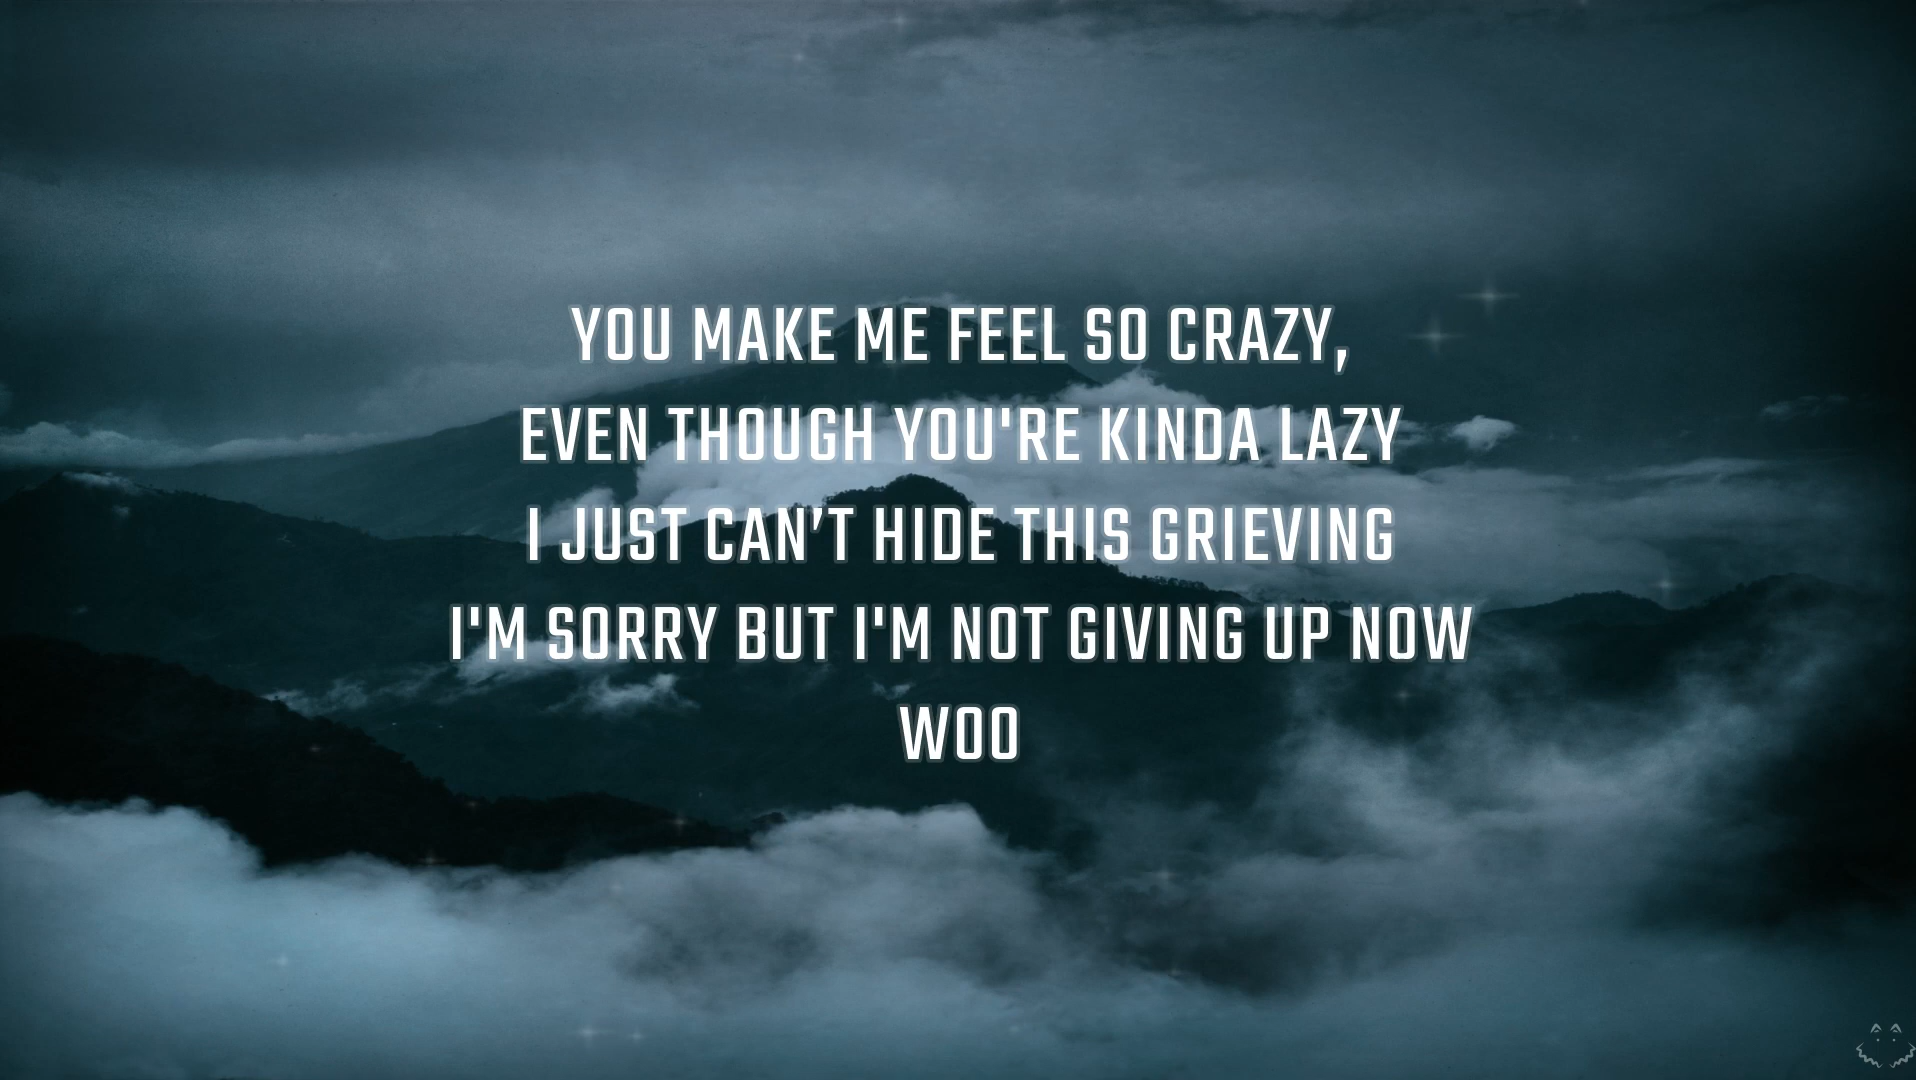 YOU MAKE ME FEEL SO CRAZY,
EVEN THOUGH YOU'RE KINDA LAZY
I JUST CAN’T HIDE THIS GRIEVING
I'M SORRY BUT I'M NOT GIVING UP NOW
WOO